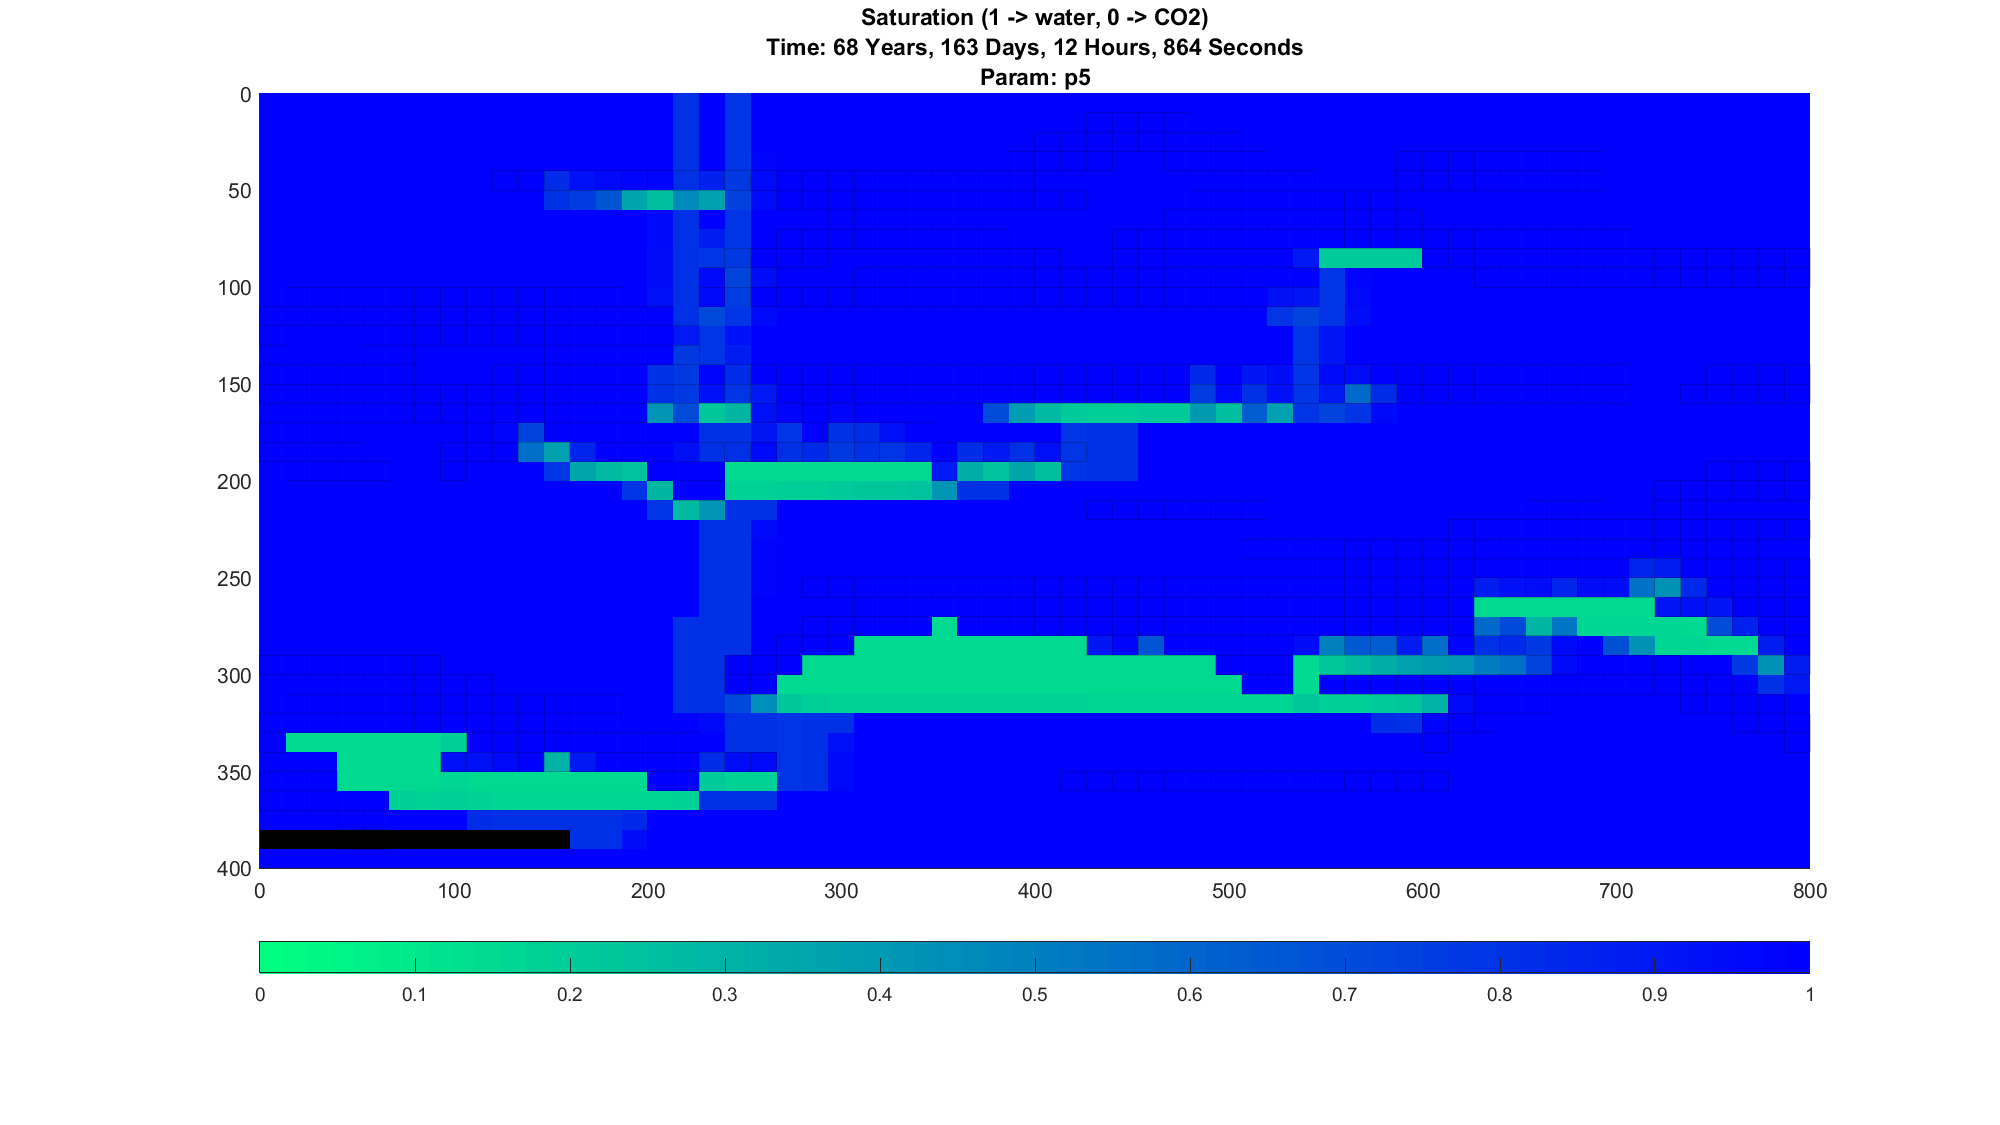 Saturation (1 -> water, 0 -> CO2)
Time: 68 Years, 163 Days, 12 Hours, 864 Seconds
Param: p5
0
50
100
150
200
250
300
350
400
0 100 200 300 400 500 600 700 800
0 0.1 0.2 0.3 0.4 0.5 0.6 0.7 0.8 0.9 1